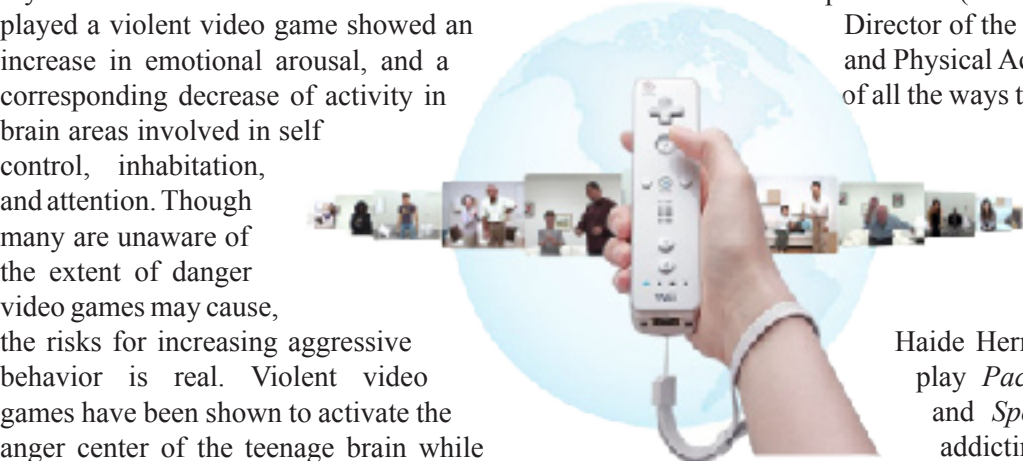 played a violent video game showed an
increase in emotional arousal, and a
corresponding decrease of activity in
brain areas involved in self
control, inhabitation,
and attention. Though
many are unaware of
the extent of danger
video games may cause,
the risks for increasing aggressive
behavior is real. Violent video
games have been shown to activate the
anger center of the teenage brain while
Director of the
and Physical Ac
of all the ways t
Haide Herr
play Pac
and Spe
addictin
Wii